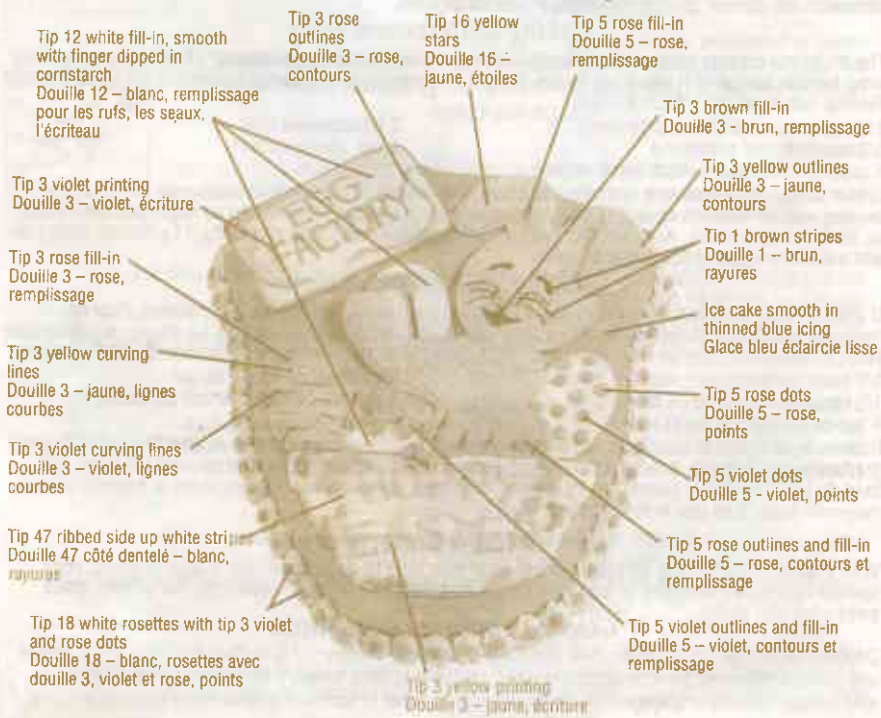 Tip 12 white fill-in, smooth
with finger dipped in
cornstarch
Douille 12 – blanc, remplissage
pour les rufs, les seaux,
l'écriteau
Tip 3 rose
outlines
Douille 3 – rose,
contours
Tip 16 yellow
stars
Douille 16 –
jaune, étoiles
Tip 5 rose fill-in
Douille 5 – rose,
remplissage
Tip 3 brown fill-in
Douille 3 - brun, remplissage
Tip 3 yellow outlines
Douille 3 – jaune,
contours
Tip 1 brown stripes
Douille 1 – brun,
rayures
Ice cake smooth in
thinned blue icing
Glace bleu éclaircie lisse
Tip 5 rose dots
Douille 5 – rose,
points
Tip 5 violet dots
Douille 5 - violet, points
Tip 5 rose outlines and fill-in
Douille 5 – rose, contours et
remplissage
Tip 5 violet outlines and fill-in
Douille 5 – violet, contours et
remplissage
EGG
FACTORY
Tip 3 violet printing
Douille 3 – violet, écriture
Tip 3 rose fill-in
Douille 3 – rose,
remplissage
Tip 3 yellow curving
lines
Douille 3 – jaune, lignes
courbes
Tip 3 violet curving lines
Douille 3 – violet, lignes
courbes
Tip 47 ribbed side up white stripes
Douille 47 côté dentelé – blanc,
rayures
Tip 18 white rosettes with tip 3 violet
and rose dots
Douille 18 – blanc, rosettes avec
douille 3, violet et rose, points
Tip 3 yellow printing
Douille 3 – jaune, écriture